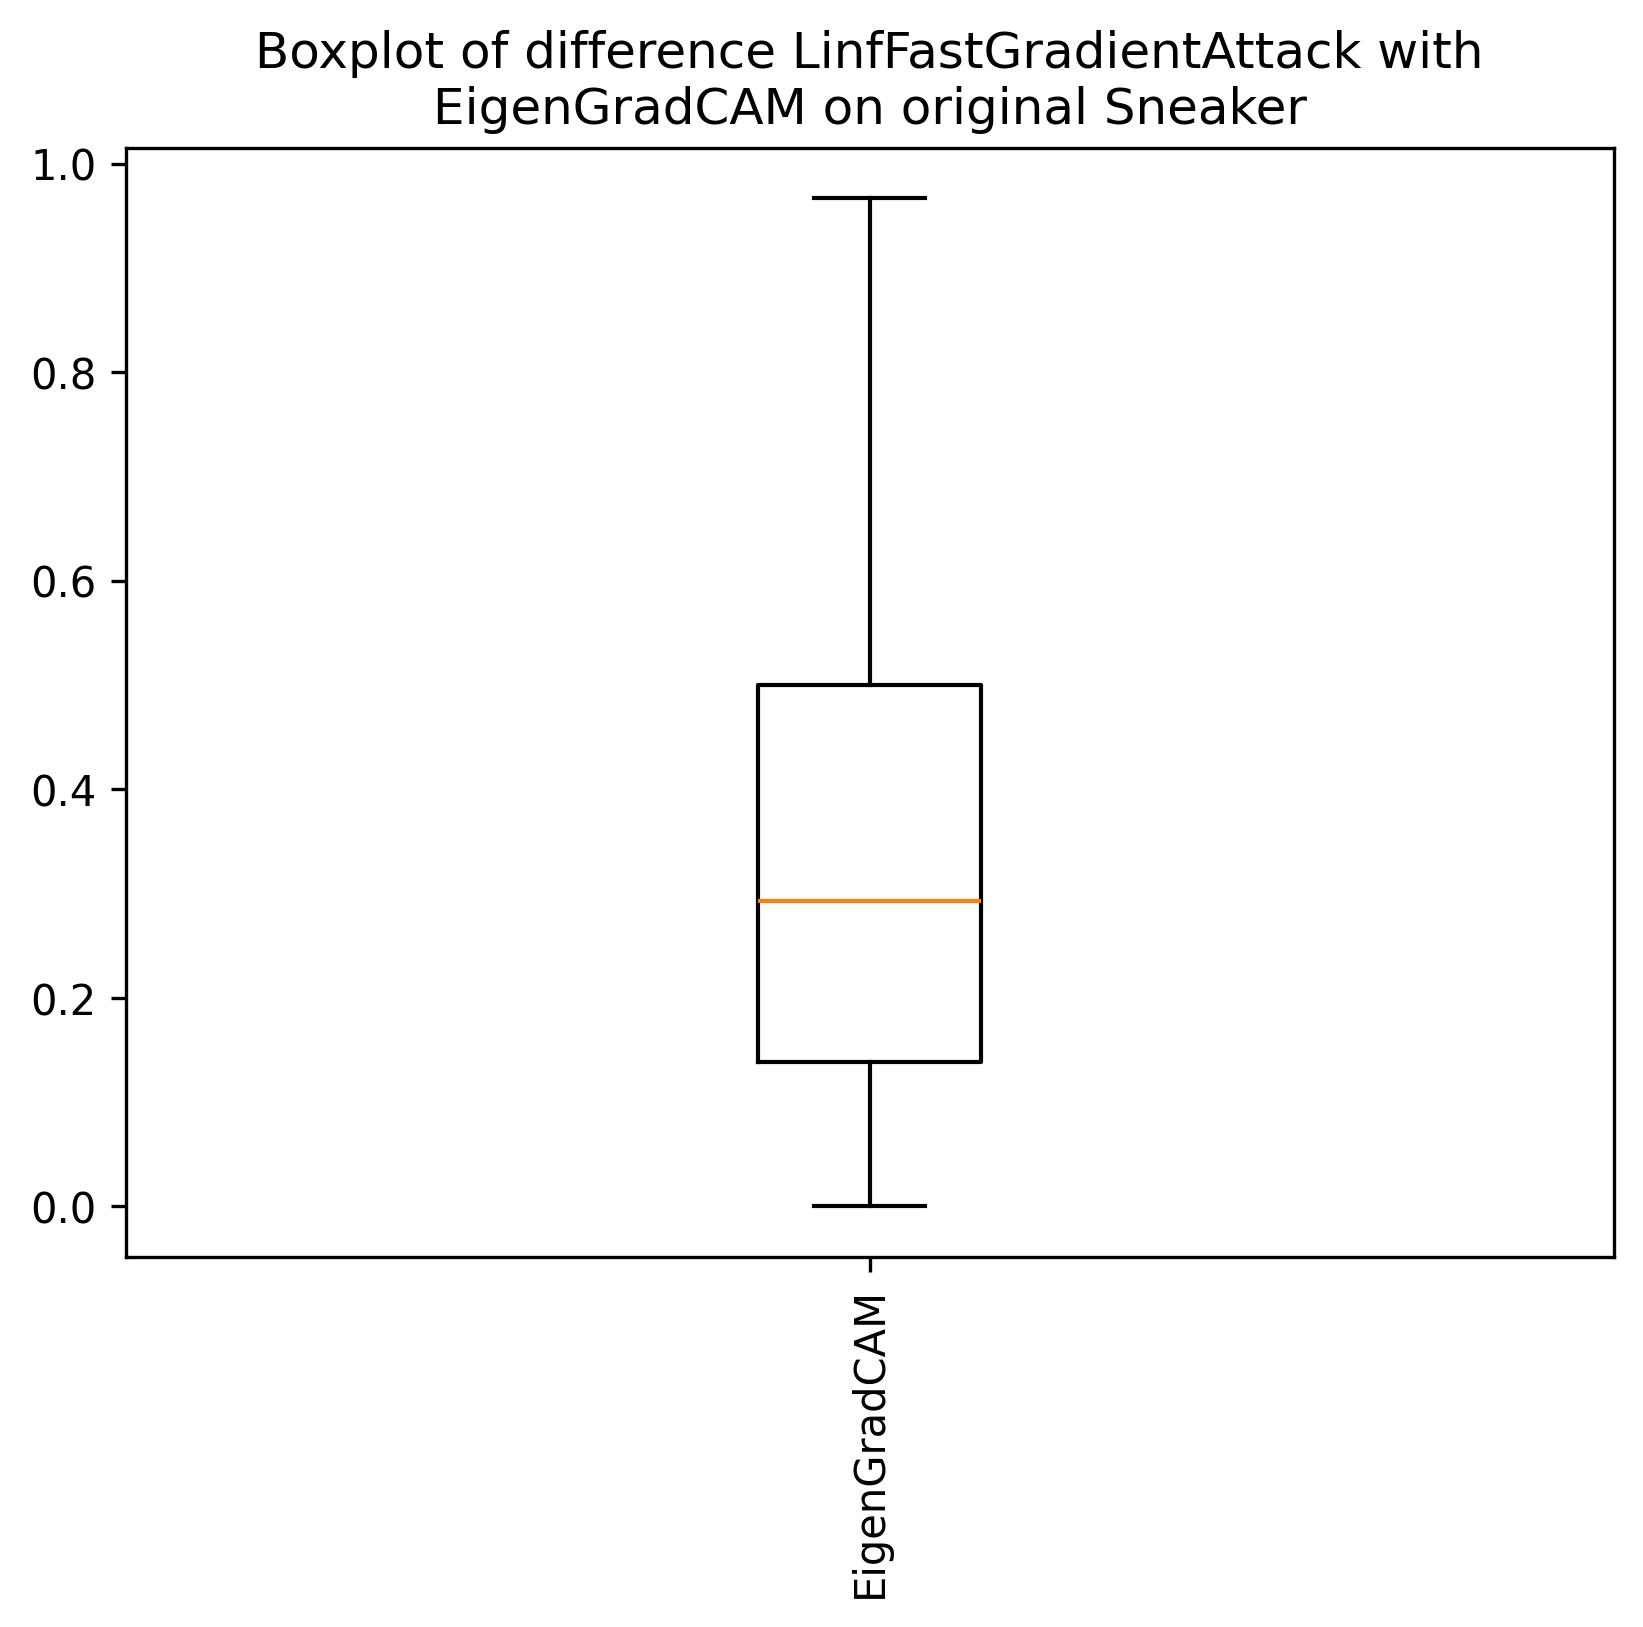 Boxplot of difference LinfFastGradientAttack with
EigenGradCAM on original Sneaker
1.0
0.8
0.6
0.4
0.2
0.0
EigenGradCAM